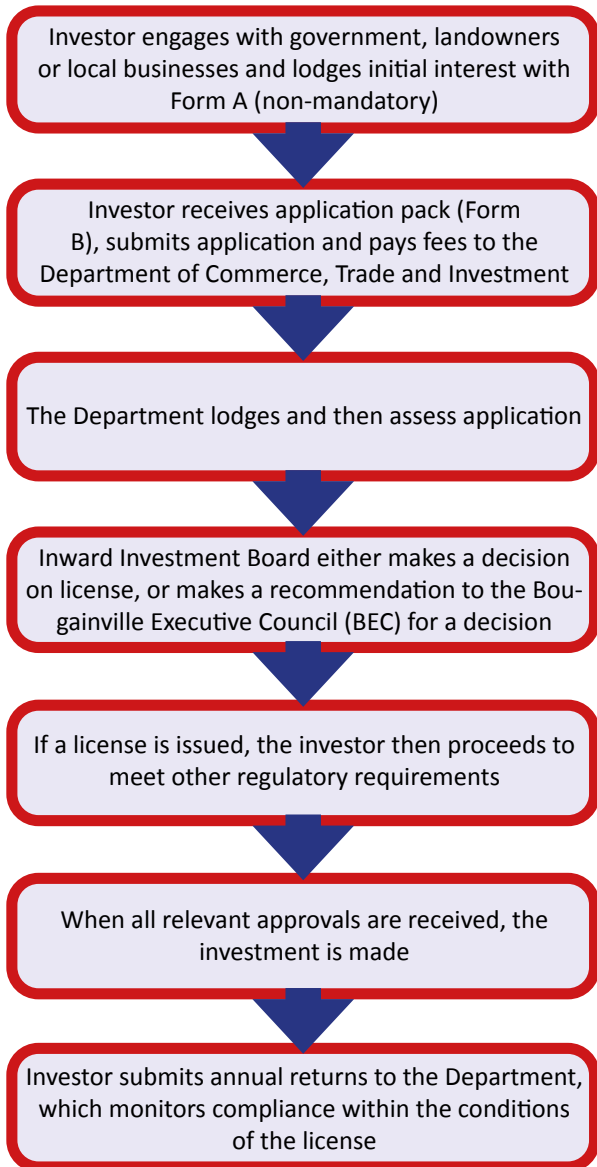 Investor engages with government, landowners
or local businesses and lodges initial interest with
Form A (non-mandatory)
Investor receives application pack (Form
B), submits application and pays fees to the
Department of Commerce, Trade and Investment
The Department lodges and then assess application
Inward Investment Board either makes a decision
on license, or makes a recommendation to the Bou-
gainville Executive Council (BEC) for a decision
If a license is issued, the investor then proceeds to
meet other regulatory requirements
When all relevant approvals are received, the
investment is made
Investor submits annual returns to the Department,
which monitors compliance within the conditions
of the license